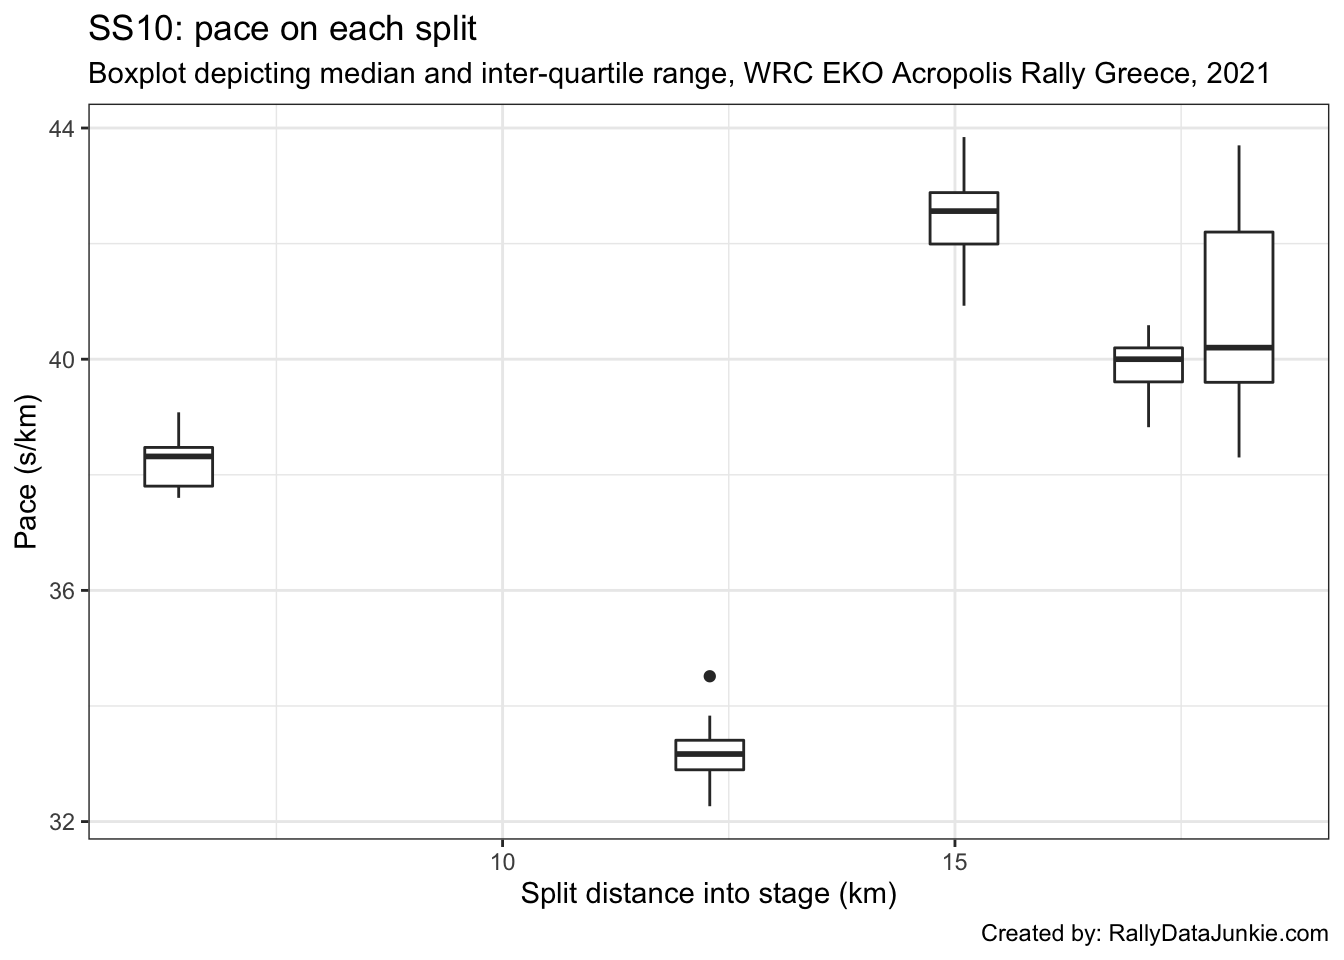 SS10: pace on each split
Boxplot depicting median and inter-quartile range, WRC EKO Acropolis Rally Greece, 2021
44
40
36
32
Pace (s/km)
10
15
Split distance into stage (km)
Created by: RallyDataJunkie.com